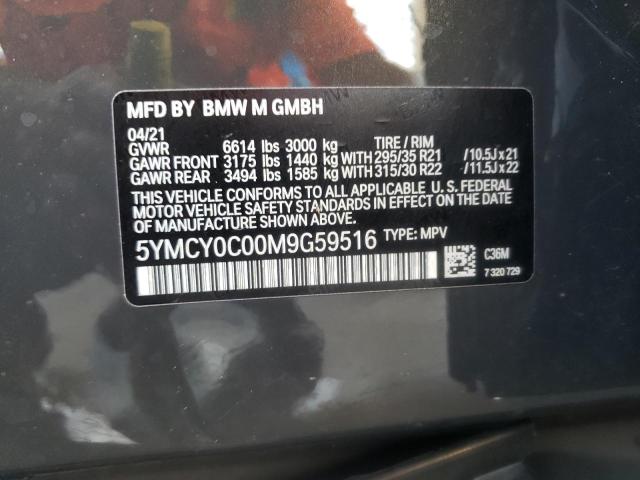 MFD BY BMW M GMBH
04/21
GVWR 6614 lbs 3000 kg TIRE / RIM
GAWR FRONT 3175 lbs 1440 kg WITH 295/35 R21 /10.5J x 21
GAWR REAR 3494 lbs 1585 kg WITH 315/30 R22 /11.5J x 22
THIS VEHICLE CONFORMS TO ALL APPLICABLE U.S. FEDERAL
MOTOR VEHICLE SAFETY STANDARDS IN EFFECT ON THE DATE
OF MANUFACTURE SHOWN ABOVE.
5YMCY0C00M9G59516 TYPE: MPV
C36M
7 320 729